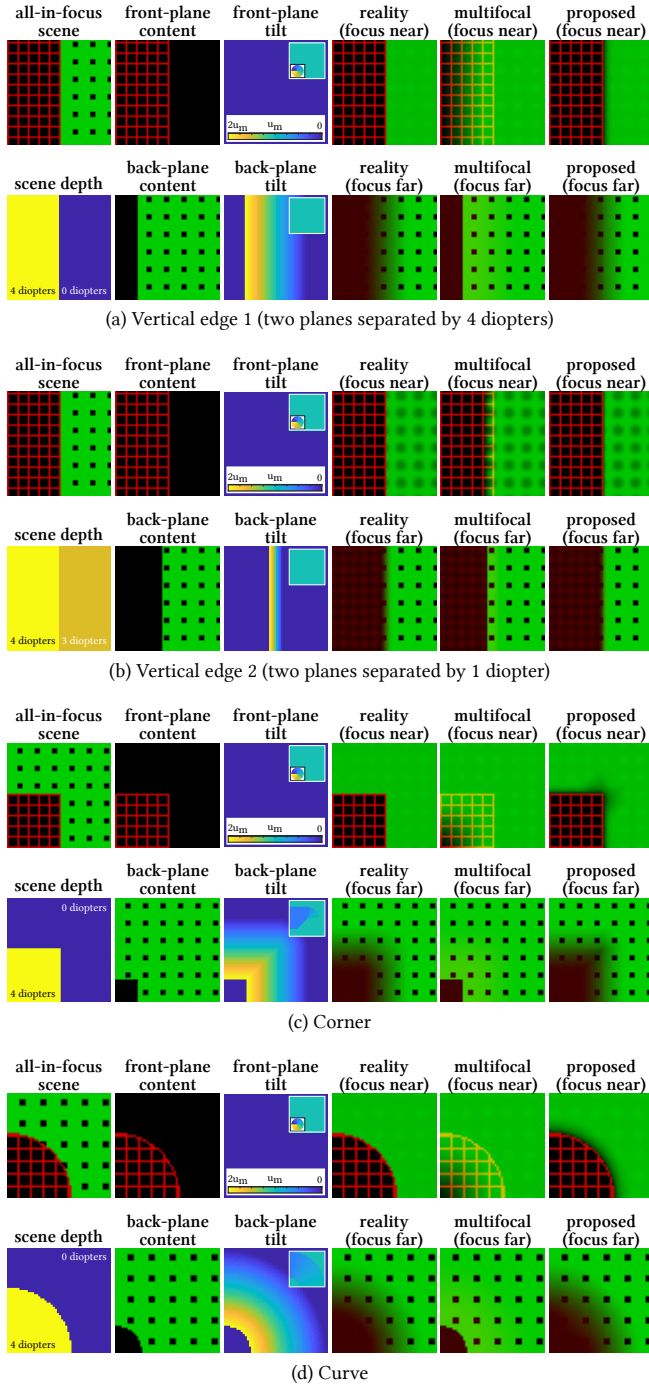 all-in-focus scene front-plane content front-plane tilt reality (focus near) multifocal (focus near) proposed (focus near)
2um um 0
scene depth back-plane content back-plane tilt reality (focus far) multifocal (focus far) proposed (focus far)
4 diopters 0 diopters
(a) Vertical edge 1 (two planes separated by 4 diopters)
all-in-focus scene front-plane content front-plane tilt reality (focus near) multifocal (focus near) proposed (focus near)
2um um 0
scene depth back-plane content back-plane tilt reality (focus far) multifocal (focus far) proposed (focus far)
4 diopters 3 diopters
(b) Vertical edge 2 (two planes separated by 1 diopter)
all-in-focus scene front-plane content front-plane tilt reality (focus near) multifocal (focus near) proposed (focus near)
2um um 0
scene depth back-plane content back-plane tilt reality (focus far) multifocal (focus far) proposed (focus far)
0 diopters
4 diopters
(c) Corner
all-in-focus scene front-plane content front-plane tilt reality (focus near) multifocal (focus near) proposed (focus near)
2um um 0
scene depth back-plane content back-plane tilt reality (focus far) multifocal (focus far) proposed (focus far)
0 diopters
4 diopters
(d) Curve